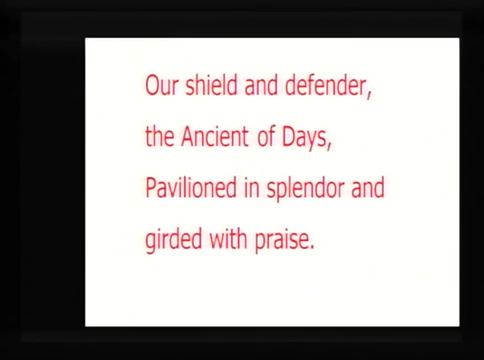 Our shield and defender,
the Ancient of Days,
Pavilioned in splendor and
girded with praise.